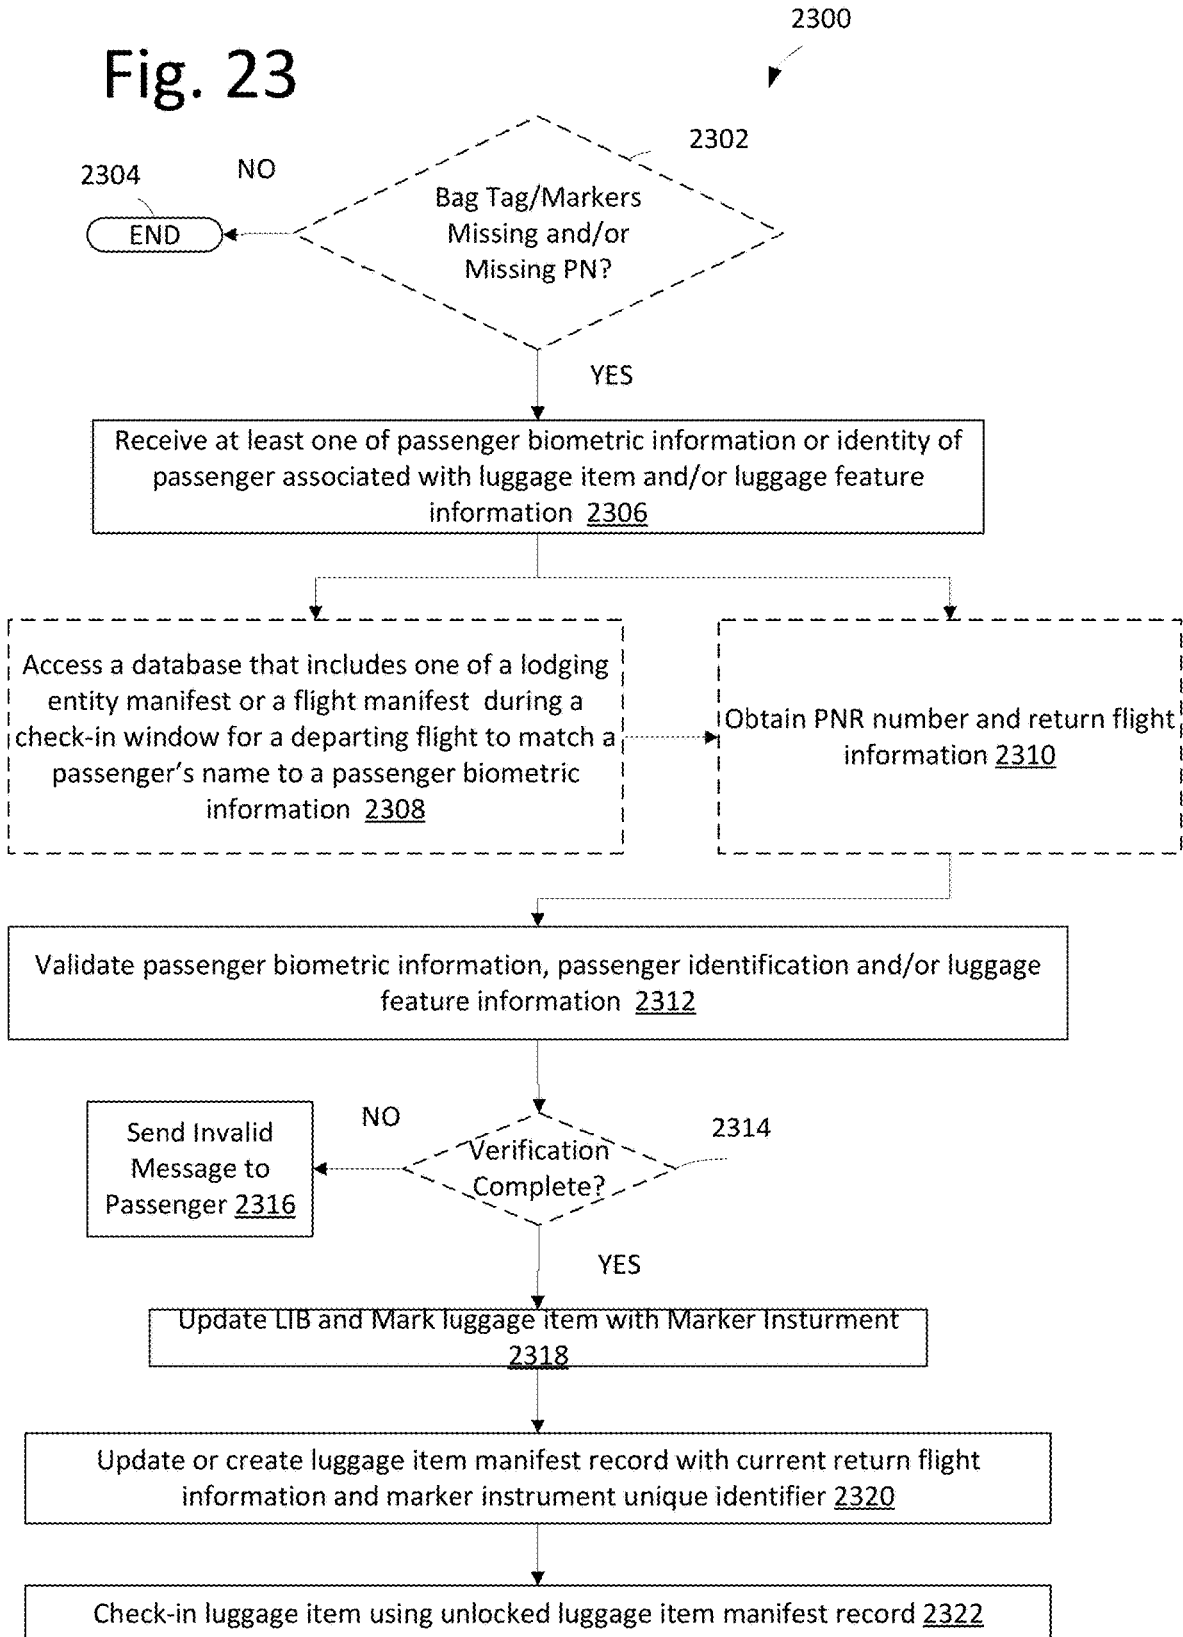 2300
Fig. 23
2302
2304
NO
Bag Tag/Markers
Missing and/or
Missing PN?
END
YES
Receive at least one of passenger biometric information or identity of
passenger associated with luggage item and/or luggage feature
information 2306
Access a database that includes one of a lodging
entity manifest or a flight manifest during a
check-in window for a departing flight to match a
passenger's name to a passenger biometric
information 2308
Obtain PNR number and return flight
information 2310
Validate passenger biometric information, passenger identification and/or luggage
feature information 2312
NO
2314
Send Invalid
Message to
Passenger 2316
Verification
Complete?
YES
Update LIB and Mark luggage item with Marker Insturment
2318
Update or create luggage item manifest record with current return flight
information and marker instrument unique identifier 2320
Check-in luggage item using unlocked luggage item manifest record 2322